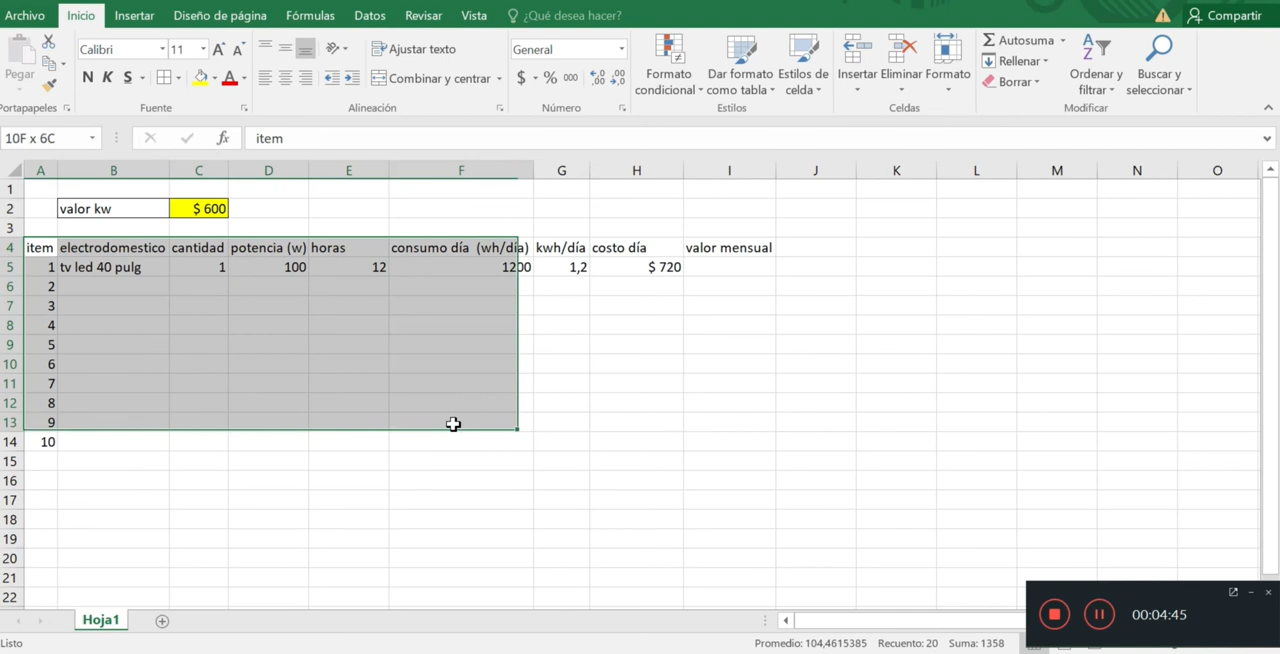 Archivo Inicio Insertar Diseño de página Fórmulas Datos Revisar Vista ¿Qué desea hacer? Compartir
Calibri 11 Ajustar texto General Autosuma
Pegar Formato Dar formato Estilos de Insertar Eliminar Formato Rellenar Ordenar y Buscar y
N K S Combinar y centrar $ % 000 condicional como tabla celda Borrar filtrar seleccionar
Portapapeles Fuente Alineación Número Estilos Celdas Modificar
10F x 6C fx item
A B C D E F G H I J K L M N O
1
2 valor kw $ 600
3
4 item electrodomestico cantidad potencia (w) horas consumo día (wh/día) kwh/día costo día valor mensual
5 1 tv led 40 pulg 1 100 12 1200 1,2 $ 720
6 2
7 3
8 4
9 5
10 6
11 7
12 8
13 9
14 10
15
16
17
18
19
20
21
22
00:04:45
Hoja1
Listo Promedio: 104,4615385 Recuento: 20 Suma: 1358